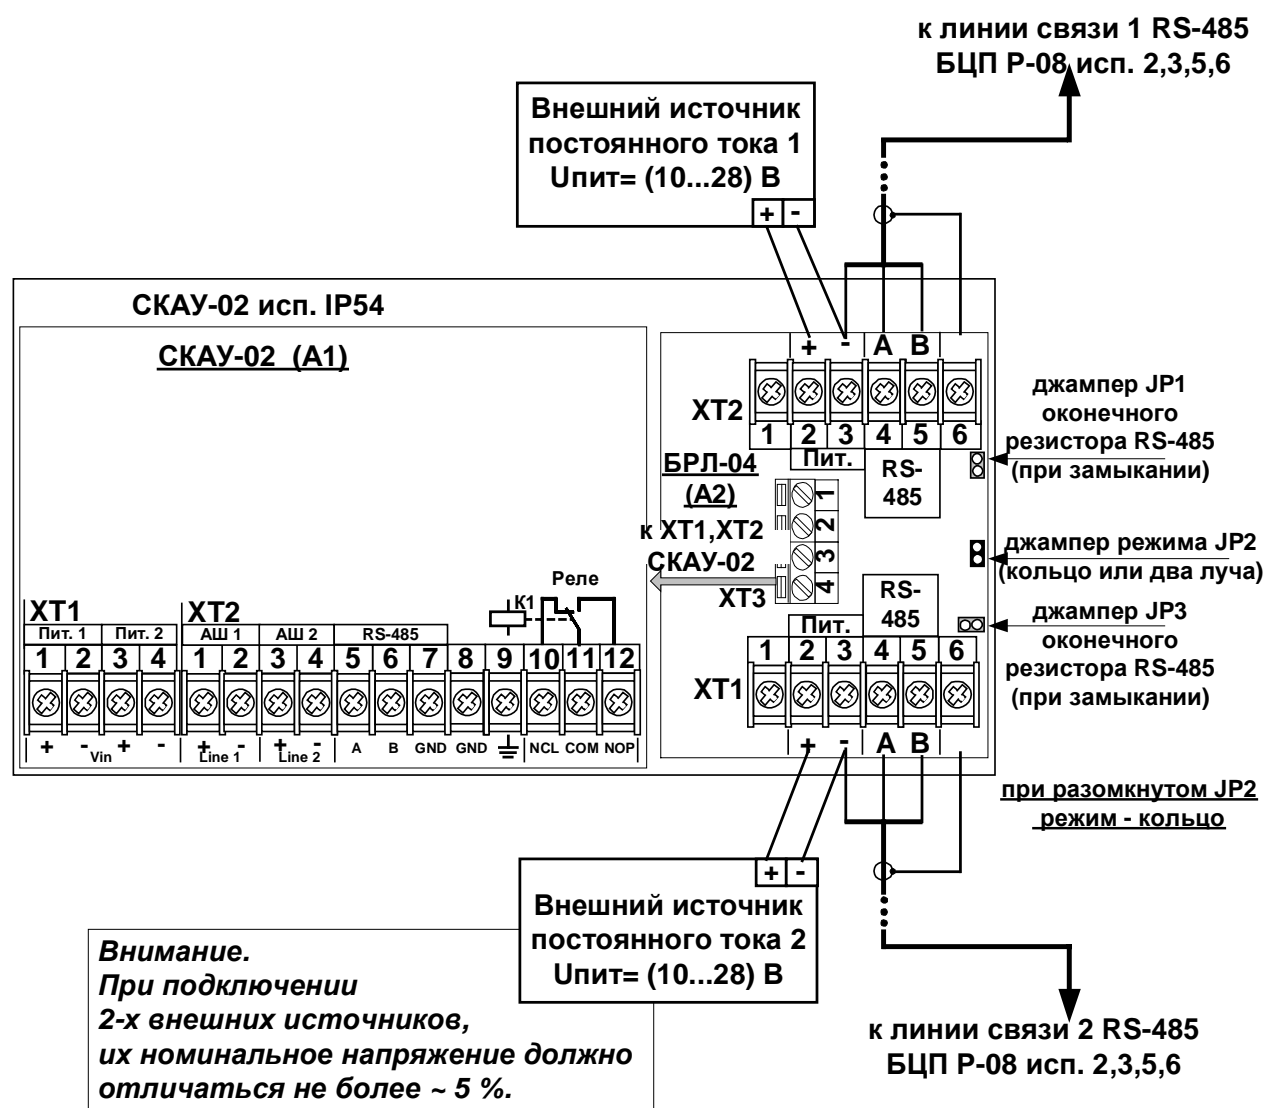 к линии связи 1 RS-485
БЦП Р-08 исп. 2,3,5,6
Внешний источник
постоянного тока 1
Uпит= (10...28) В
+ -
СКАУ-02 исп. IP54
СКАУ-02 (А1)
+ - A B
ХТ2
1 2 3 4 5 6
Пит.
RS-
485
джампер JP1
оконечного
резистора RS-485
(при замыкании)
БРЛ-04
(А2)
1
2
3
4
к ХТ1,ХТ2
СКАУ-02
ХТ3
джампер режима JP2
(кольцо или два луча)
RS-
485
Пит.
джампер JP3
оконечного
резистора RS-485
(при замыкании)
1 2 3 4 5 6
ХТ1
+ - A B
Реле
К1
ХТ1
ХТ2
Пит. 1 Пит. 2 АШ 1 АШ 2 RS-485
1 2 3 4 1 2 3 4 5 6 7 8 9 10 11 12
+ - + - + - + - A B GND GND NCL COM NOP
Vin Line 1 Line 2
при разомкнутом JP2
режим - кольцо
+ -
Внешний источник
постоянного тока 2
Uпит= (10...28) В
Внимание.
При подключении
2-х внешних источников,
их номинальное напряжение должно
отличаться не более ~ 5 %.
к линии связи 2 RS-485
БЦП Р-08 исп. 2,3,5,6